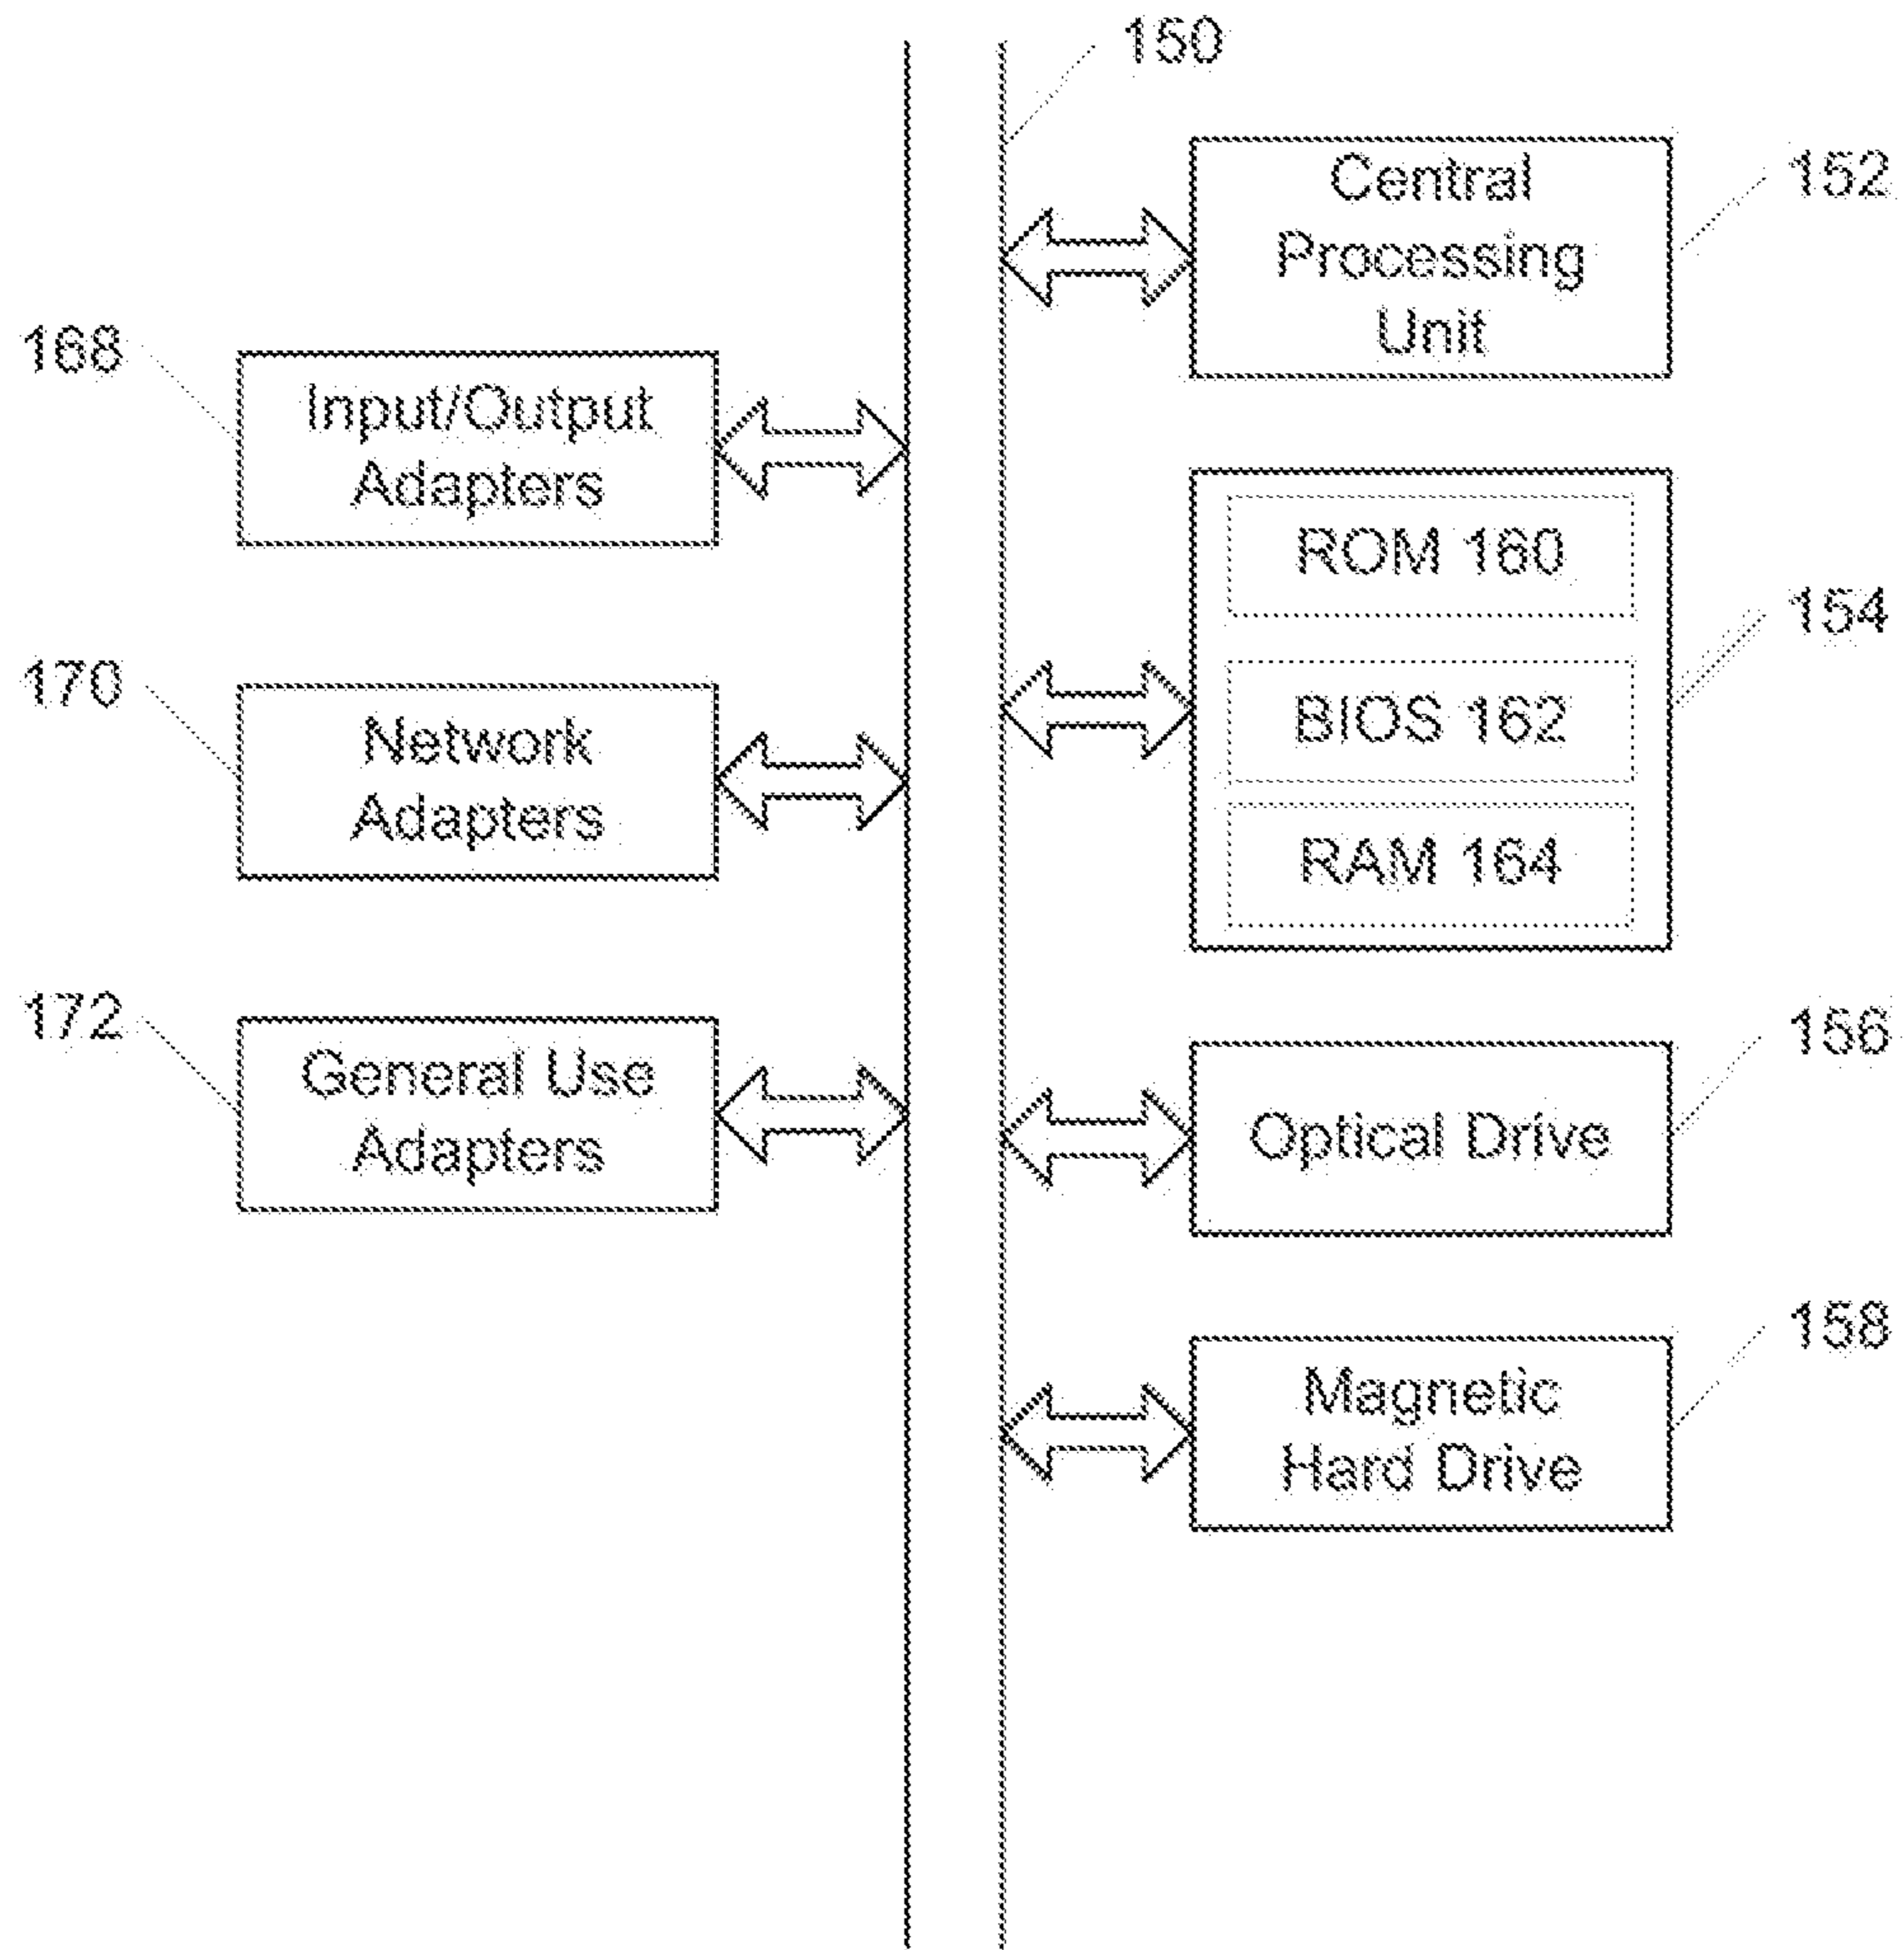 150
Central
Processing
Unit
152
168
Input/Output
Adapters
ROM 160
BIOS 162
RAM 164
154
170
Network
Adapters
172
General Use
Adapters
Optical Drive
156
Magnetic
Hard Drive
158